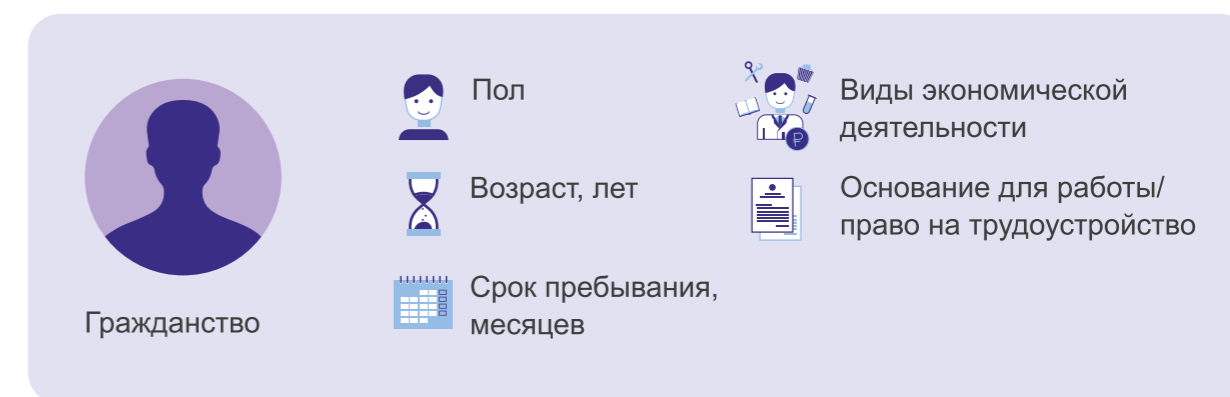 Гражданство
Пол
Возраст, лет
Срок пребывания,
месяцев
Виды экономической
деятельности
Основание для работы/
право на трудоустройство